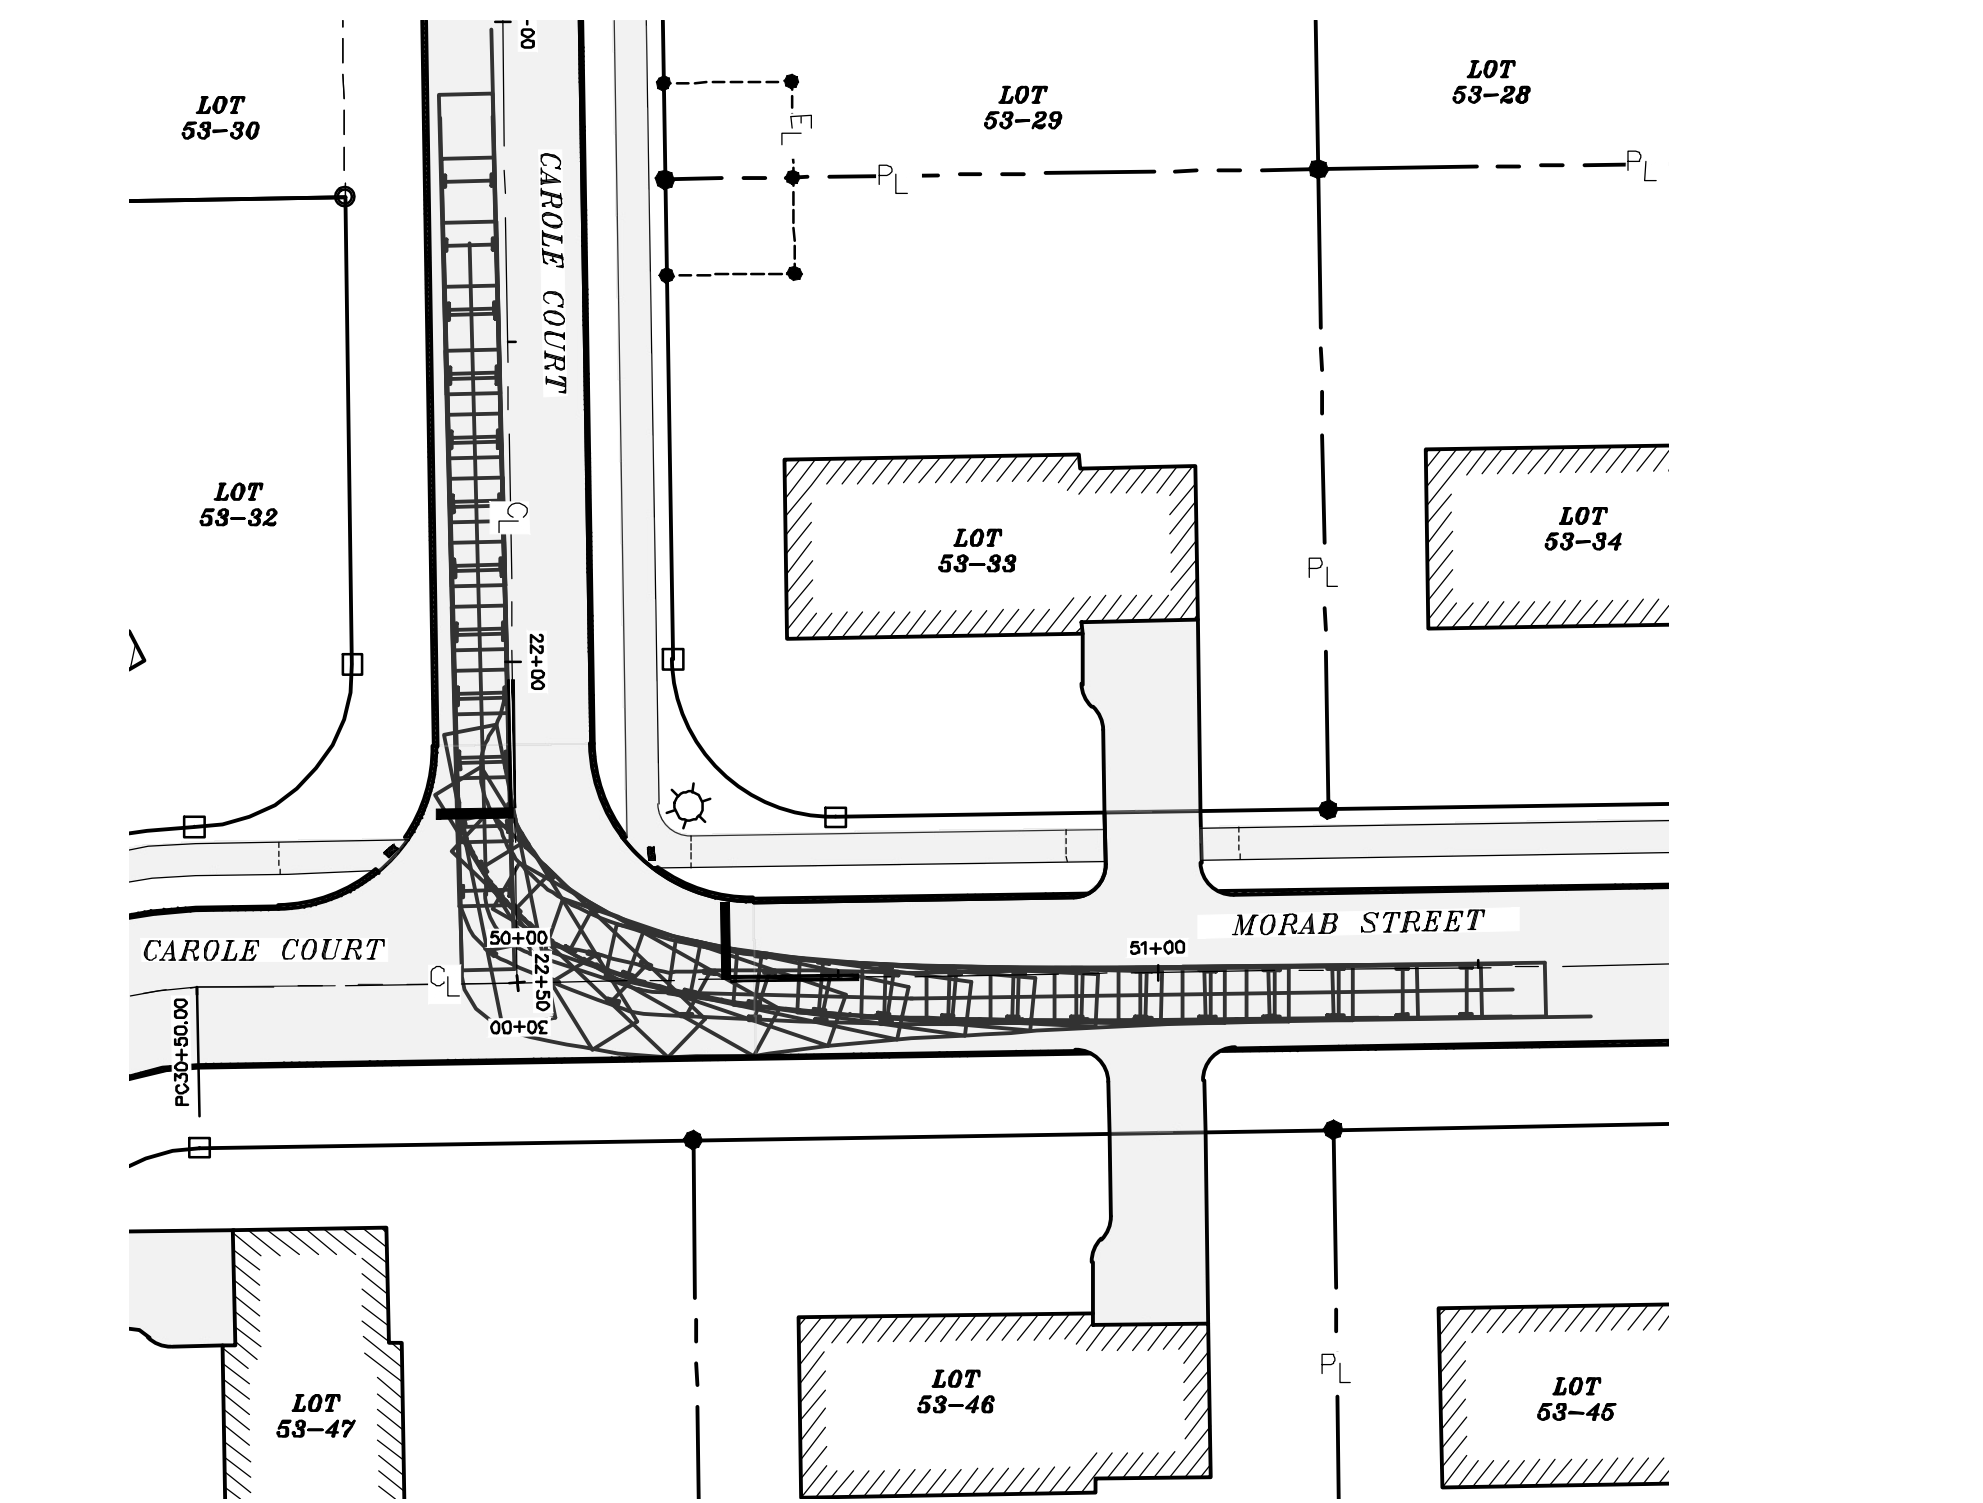 00
LOT
53-30
LOT
53-29
LOT
53-28
EL
PL
PL
CAROLE COURT
LOT
53-32
CL
LOT
53-33
LOT
53-34
PL
22+00
CAROLE COURT
MORAB STREET
50+00
51+00
CL
22+50
30+00
PC30+50.00
PL
LOT
53-47
LOT
53-46
LOT
53-45